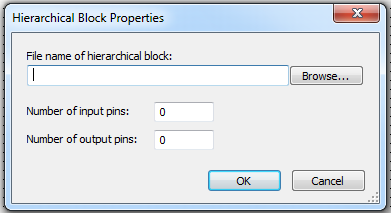 Hierarchical Block Properties
File name of hierarchical block:
Browse...
Number of input pins: 0
Number of output pins: 0
OK Cancel